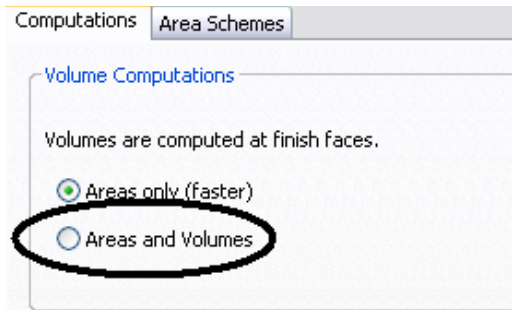 Computations Area Schemes
Volume Computations
Volumes are computed at finish faces.
Areas only (faster)
Areas and Volumes